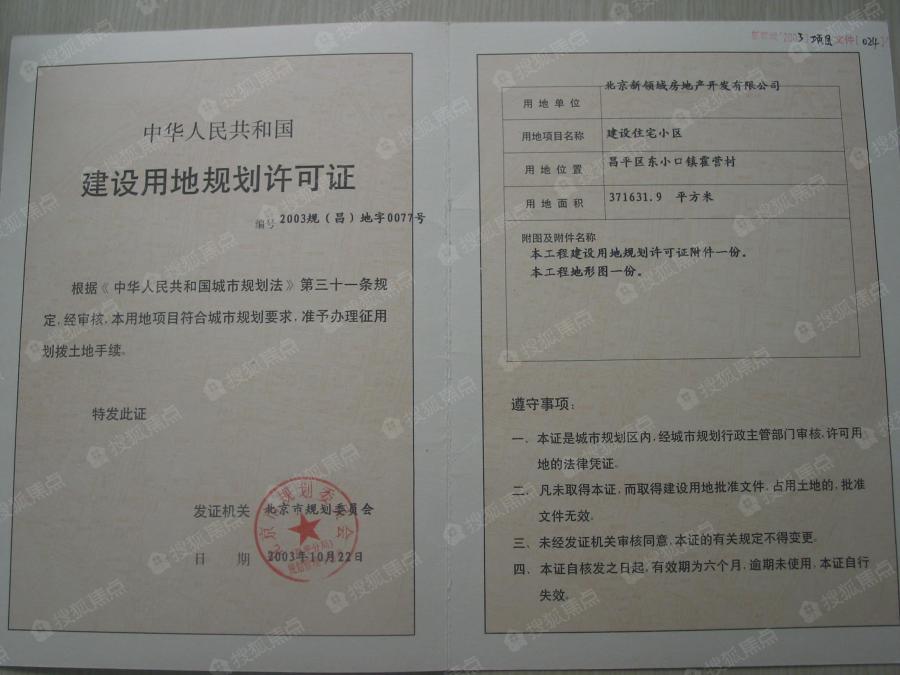 中华人民共和国
建设用地规划许可证
编号 2003规（昌）地字0077号
根据《中华人民共和国城市规划法》第三十一条规
定，经审核，本用地项目符合城市规划要求，准予办理征用
划拨土地手续。
特发此证
发证机关 北京市规划委员会
日期 2003年10月22日
3 项目 文件 024
用地单位 北京新领域房地产开发有限公司
用地项目名称 建设住宅小区
用地位置 昌平区东小口镇霍营村
用地面积 371631.9 平方米
附图及附件名称
本工程建设用地规划许可证附件一份。
本工程地形图一份。
遵守事项：
一、本证是城市规划区内，经城市规划行政主管部门审核，许可用
地的法律凭证。
二、凡未取得本证，而取得建设用地批准文件、占用土地的，批准
文件无效。
三、未经发证机关审核同意，本证的有关规定不得变更。
四、本证自核发之日起，有效期为六个月，逾期未使用，本证自行
失效。
搜狐焦点